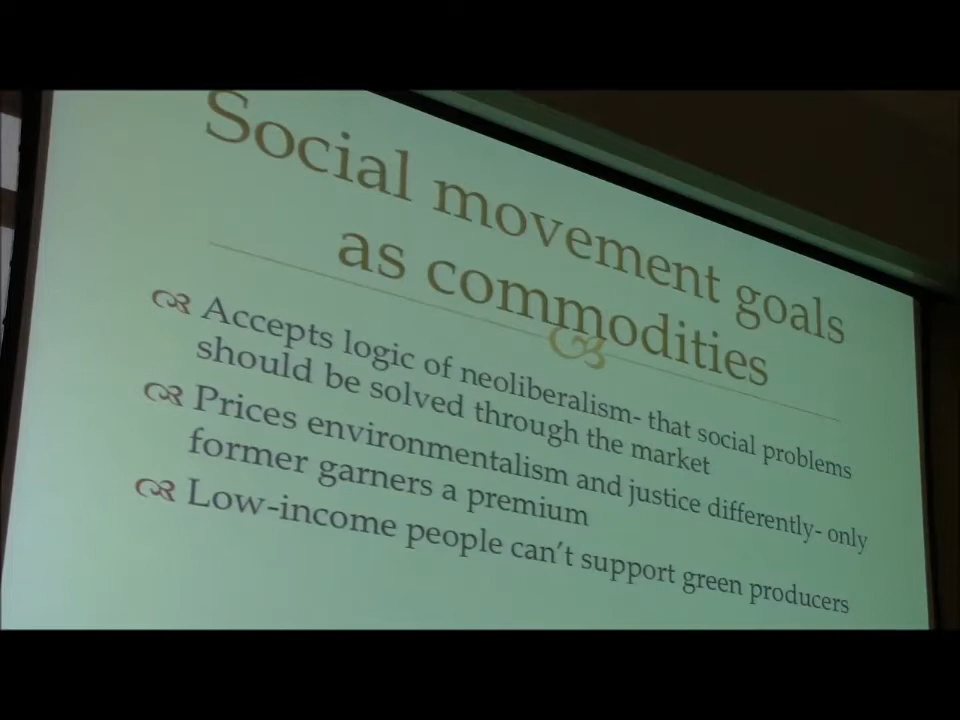 Social movement goals
as commodities
Accepts logic of neoliberalism- that social problems
should be solved through the market
Prices environmentalism and justice differently- only
former garners a premium
Low-income people can't support green producers